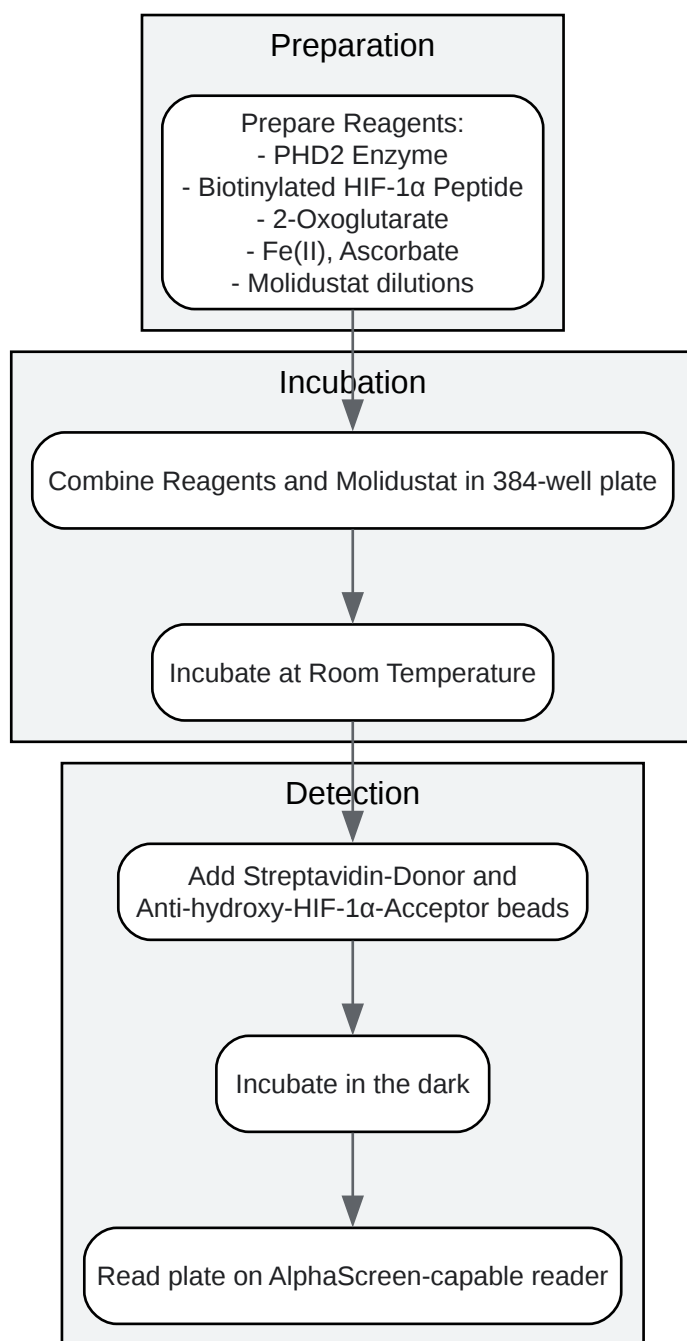 Preparation
Prepare Reagents:
- PHD2 Enzyme
- Biotinylated HIF-1α Peptide
- 2-Oxoglutarate
- Fe(II), Ascorbate
- Molidustat dilutions
Incubation
Combine Reagents and Molidustat in 384-well plate
Incubate at Room Temperature
Detection
Add Streptavidin-Donor and
Anti-hydroxy-HIF-1α-Acceptor beads
Incubate in the dark
Read plate on AlphaScreen-capable reader